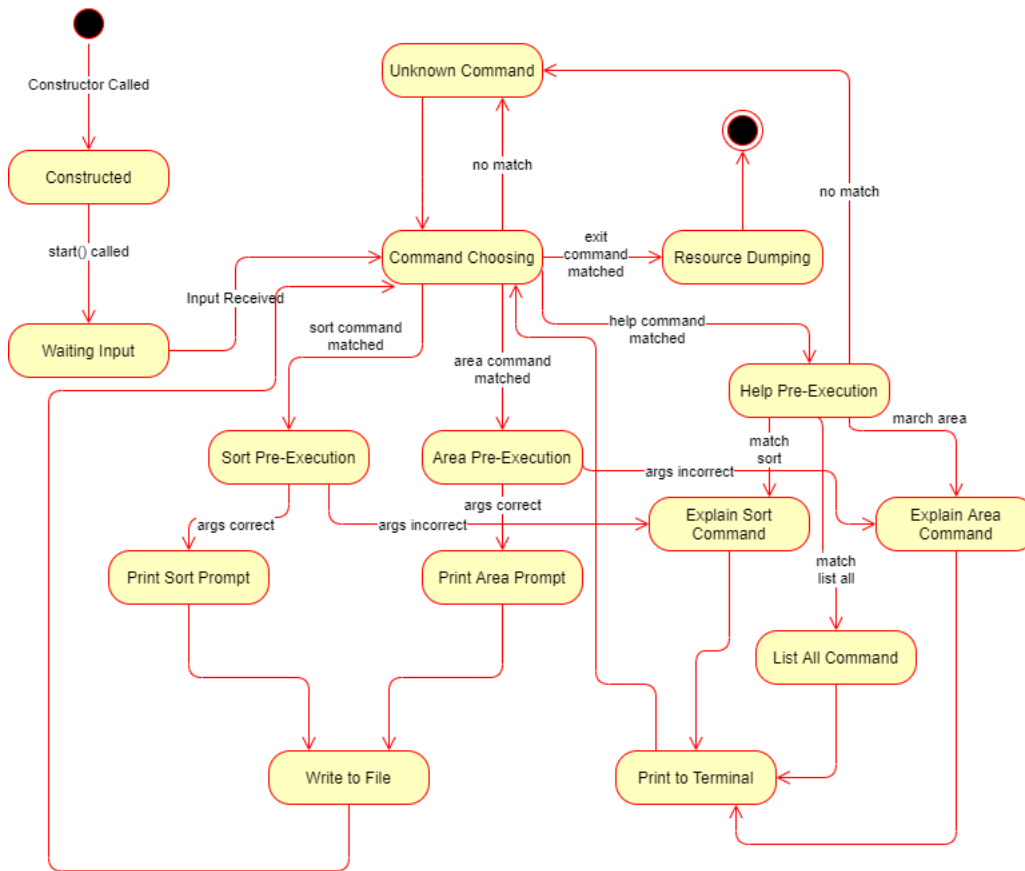 Constructor Called
Unknown Command
no match
no match
Constructed
start() called
Command Choosing
exit
command
matched
Resource Dumping
Input Received
Waiting Input
sort command
matched
area command
matched
help command
matched
Help Pre-Execution
match
sort
march area
Sort Pre-Execution
Area Pre-Execution
args incorrect
args correct
args incorrect
args correct
Explain Sort
Command
Explain Area
Command
Print Sort Prompt
Print Area Prompt
match
list all
List All Command
Write to File
Print to Terminal